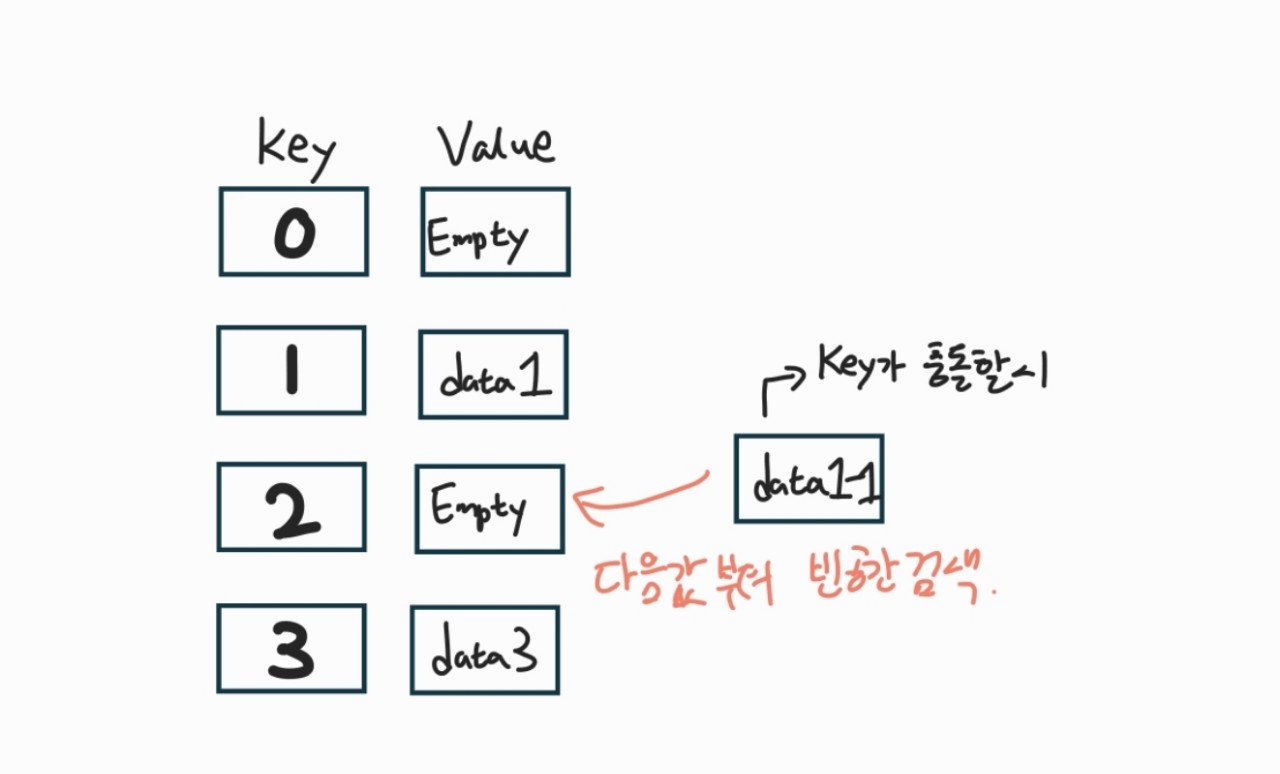 Key Value
0 Empty
1 data1
Key가 충돌할시
data1-1
2 Empty
다음값부터 빈공간 검색.
3 data3